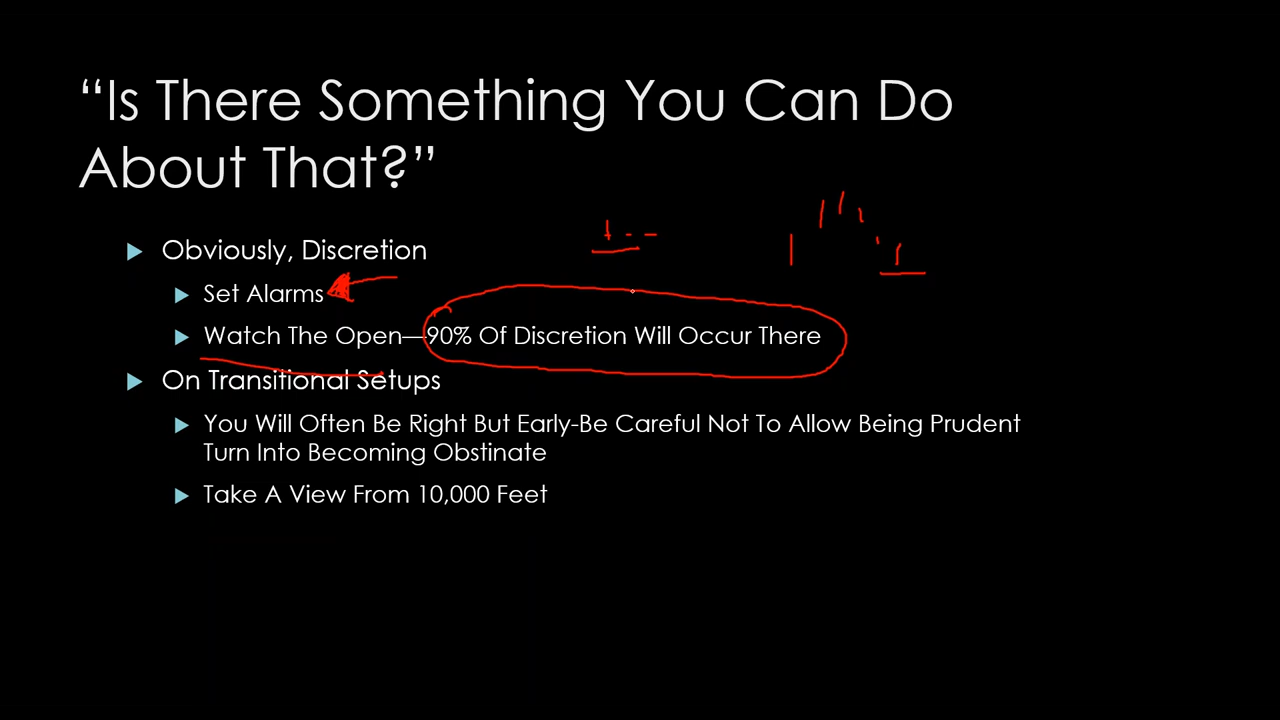 “Is There Something You Can Do
About That?”
Obviously, Discretion
Set Alarms
Watch The Open—90% Of Discretion Will Occur There
On Transitional Setups
You Will Often Be Right But Early-Be Careful Not To Allow Being Prudent
Turn Into Becoming Obstinate
Take A View From 10,000 Feet